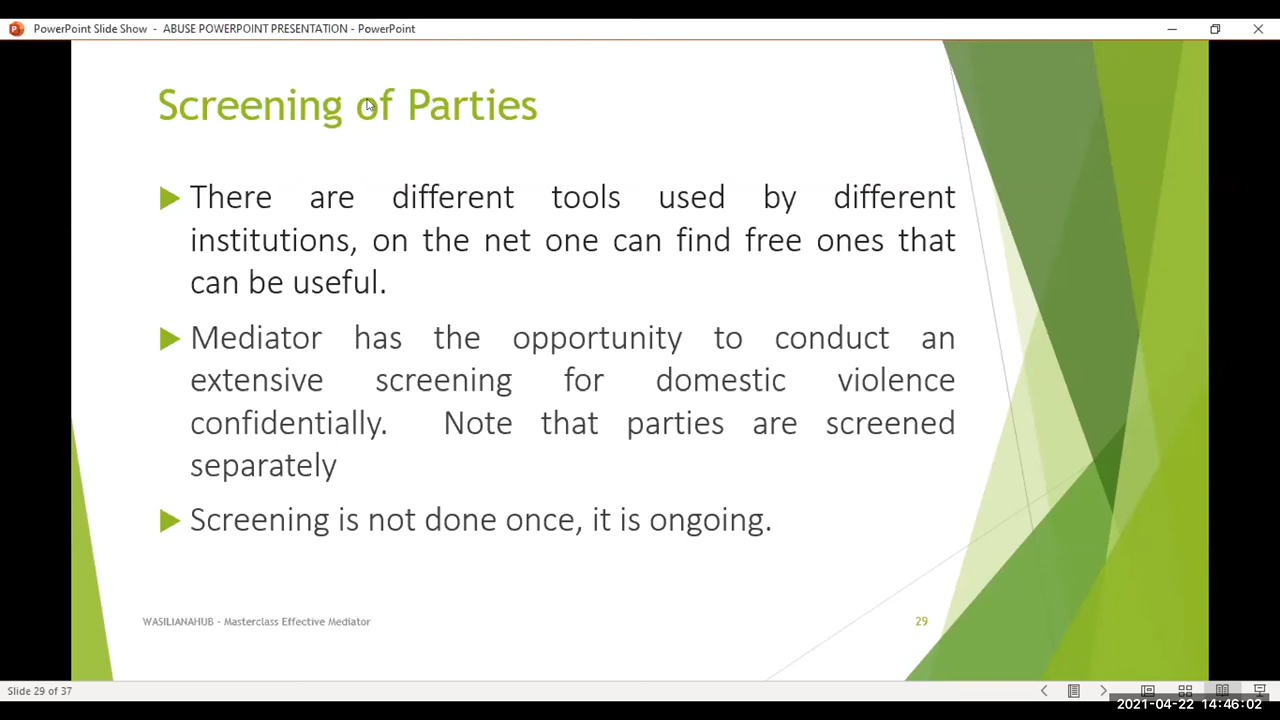 PowerPoint Slide Show - ABUSE POWERPOINT PRESENTATION - PowerPoint
Screening of Parties
There are different tools used by different
institutions, on the net one can find free ones that
can be useful.
Mediator has the opportunity to conduct an
extensive screening for domestic violence
confidentially. Note that parties are screened
separately
Screening is not done once, it is ongoing.
WASILIANAHUB - Masterclass Effective Mediator
29
Slide 29 of 37
2021-04-22 14:46:02